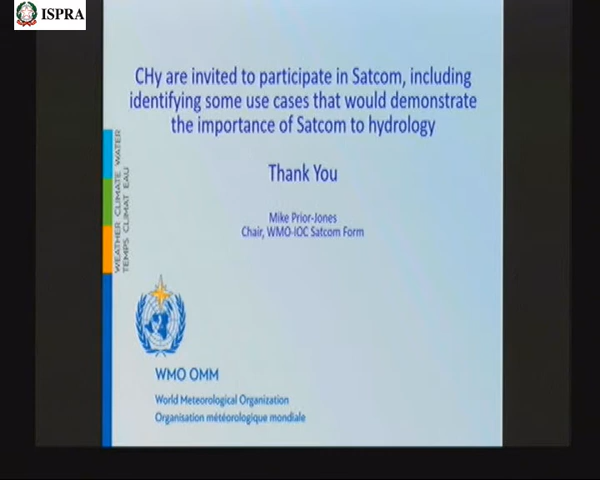 ISPRA
CHy are invited to participate in Satcom, including
identifying some use cases that would demonstrate
the importance of Satcom to hydrology
Thank You
Mike Prior-Jones
Chair, WMO-IOC Satcom Form
WEATHER CLIMATE WATER
TEMPS CLIMAT EAU
WMO OMM
World Meteorological Organization
Organisation météorologique mondiale